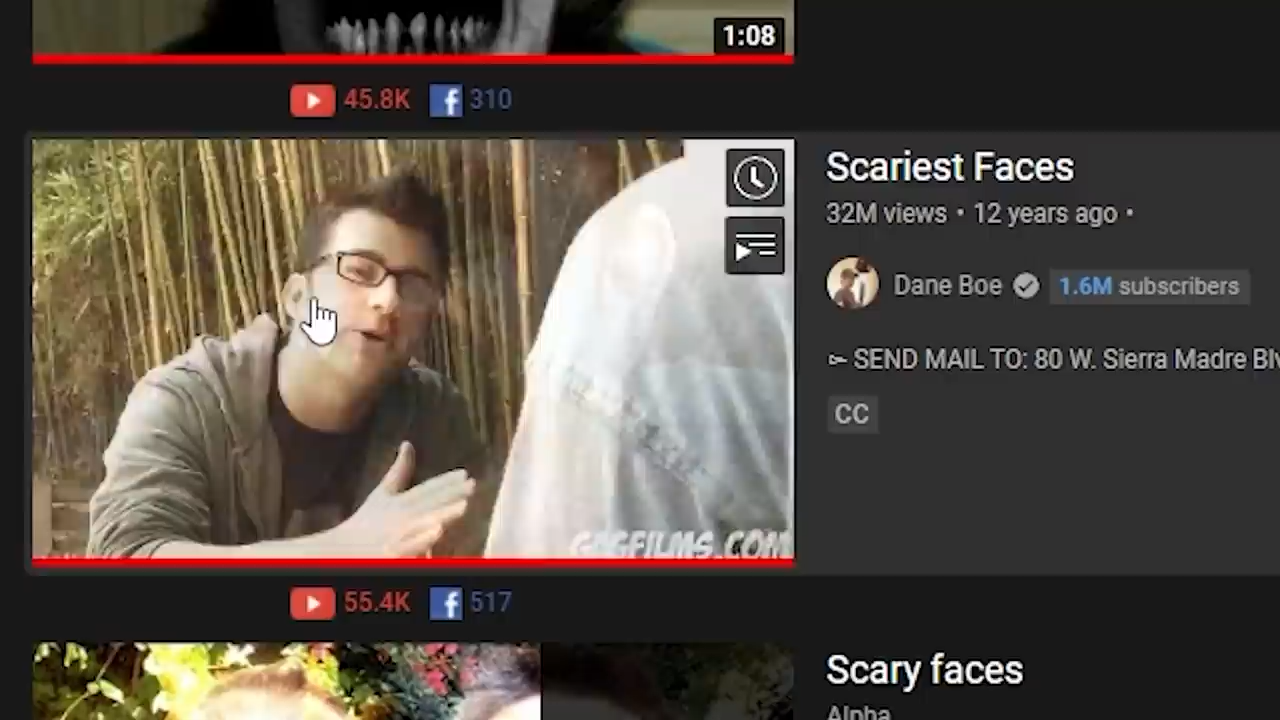 1:08
45.8K 310
Scariest Faces
32M views • 12 years ago •
Dane Boe 1.6M subscribers
SEND MAIL TO: 80 W. Sierra Madre
CC
GAGFILMS.COM
55.4K 517
Scary faces
Alpha